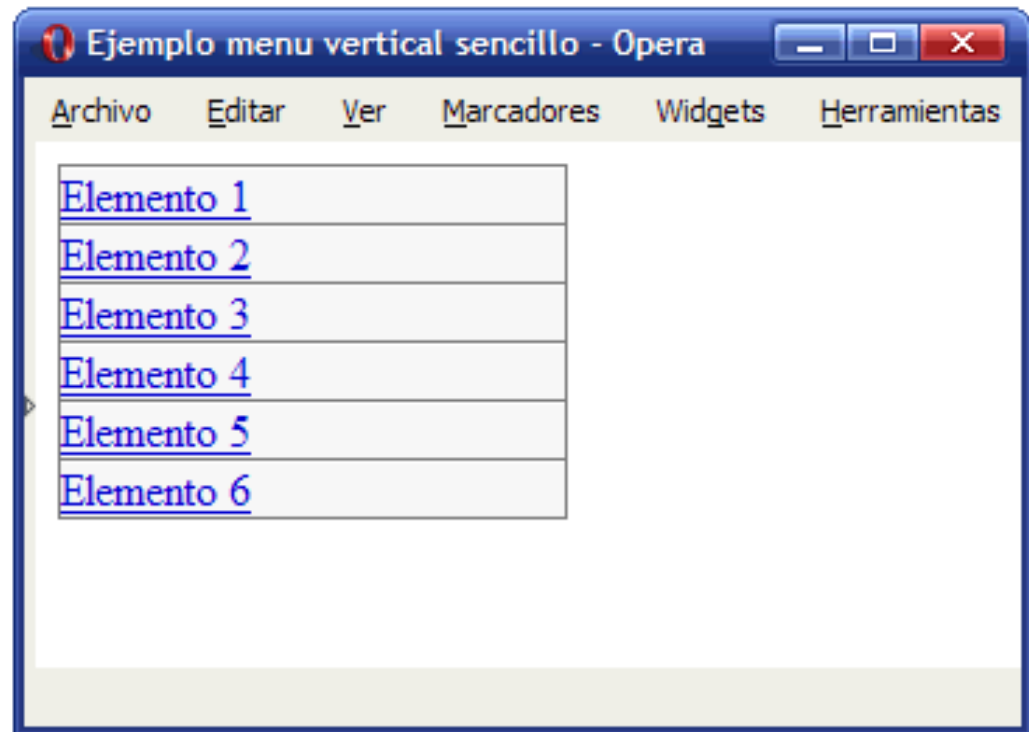 Ejemplo menu vertical sencillo - Opera
Archivo Editar Ver Marcadores Widgets Herramientas
Elemento 1
Elemento 2
Elemento 3
Elemento 4
Elemento 5
Elemento 6